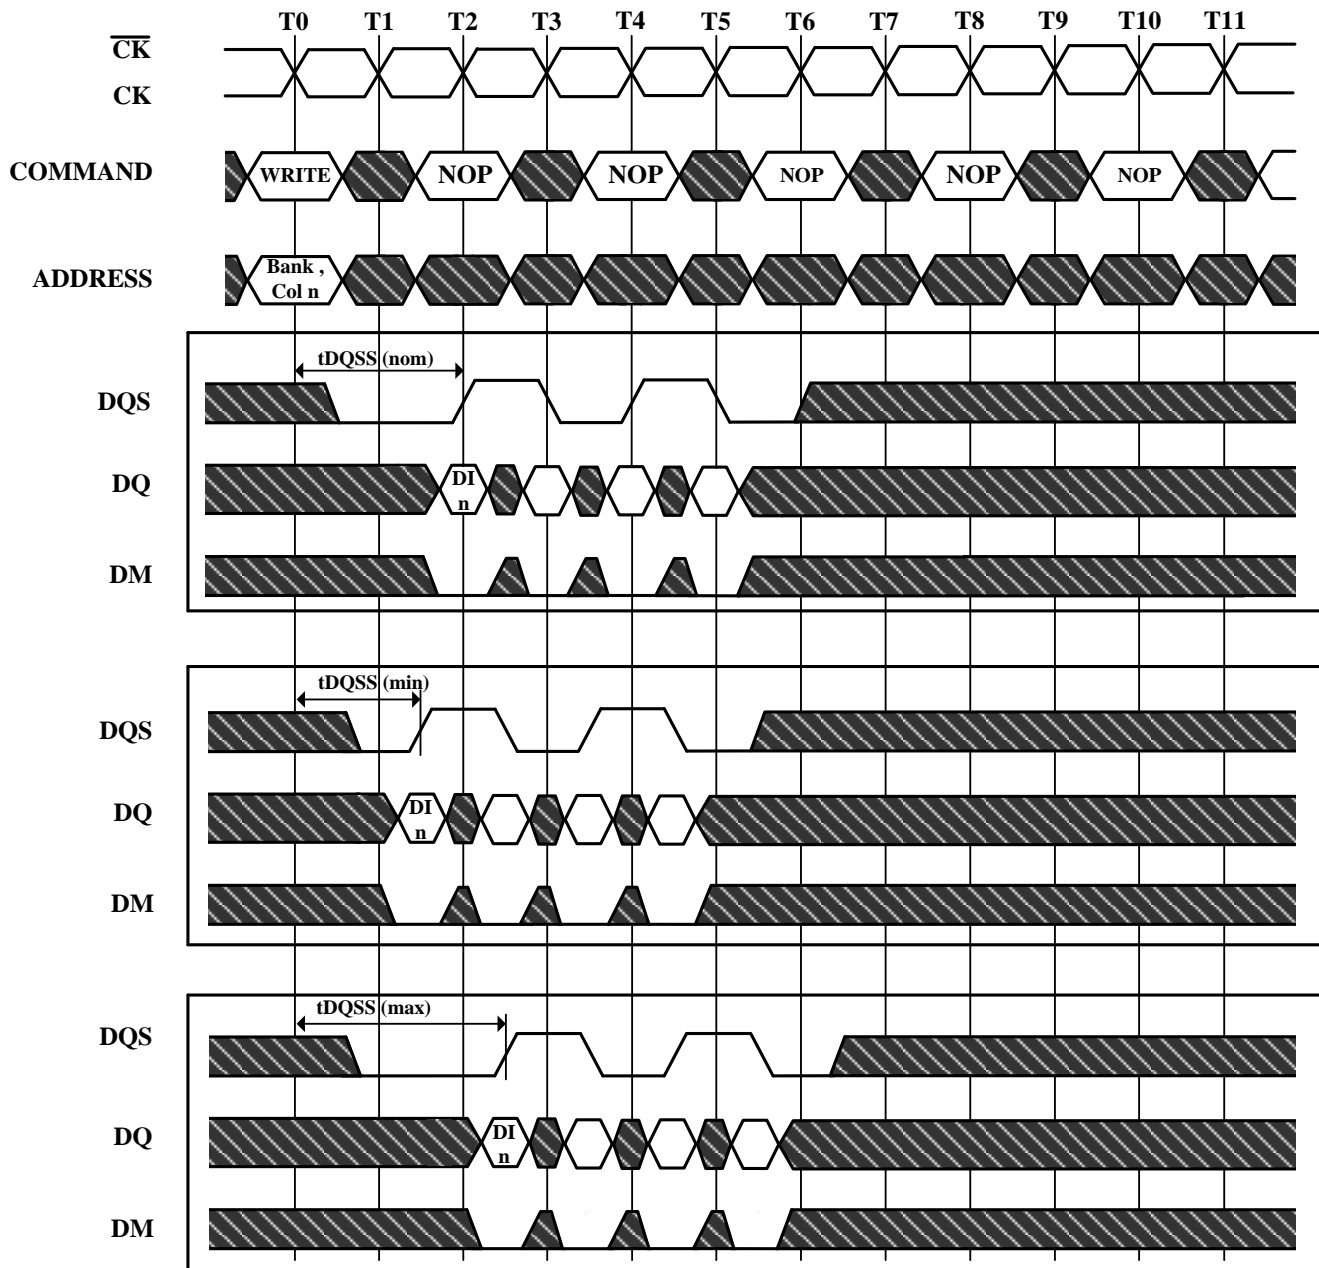 T0 T1 T2 T3 T4 T5 T6 T7 T8 T9 T10 T11
CK
CK
COMMAND WRITE NOP NOP NOP NOP NOP
ADDRESS Bank ,
Col n
tDQSS (nom)
DQS
DQ DI
n
DM
tDQSS (min)
DQS
DQ DI
n
DM
tDQSS (max)
DQS
DQ DI
n
DM